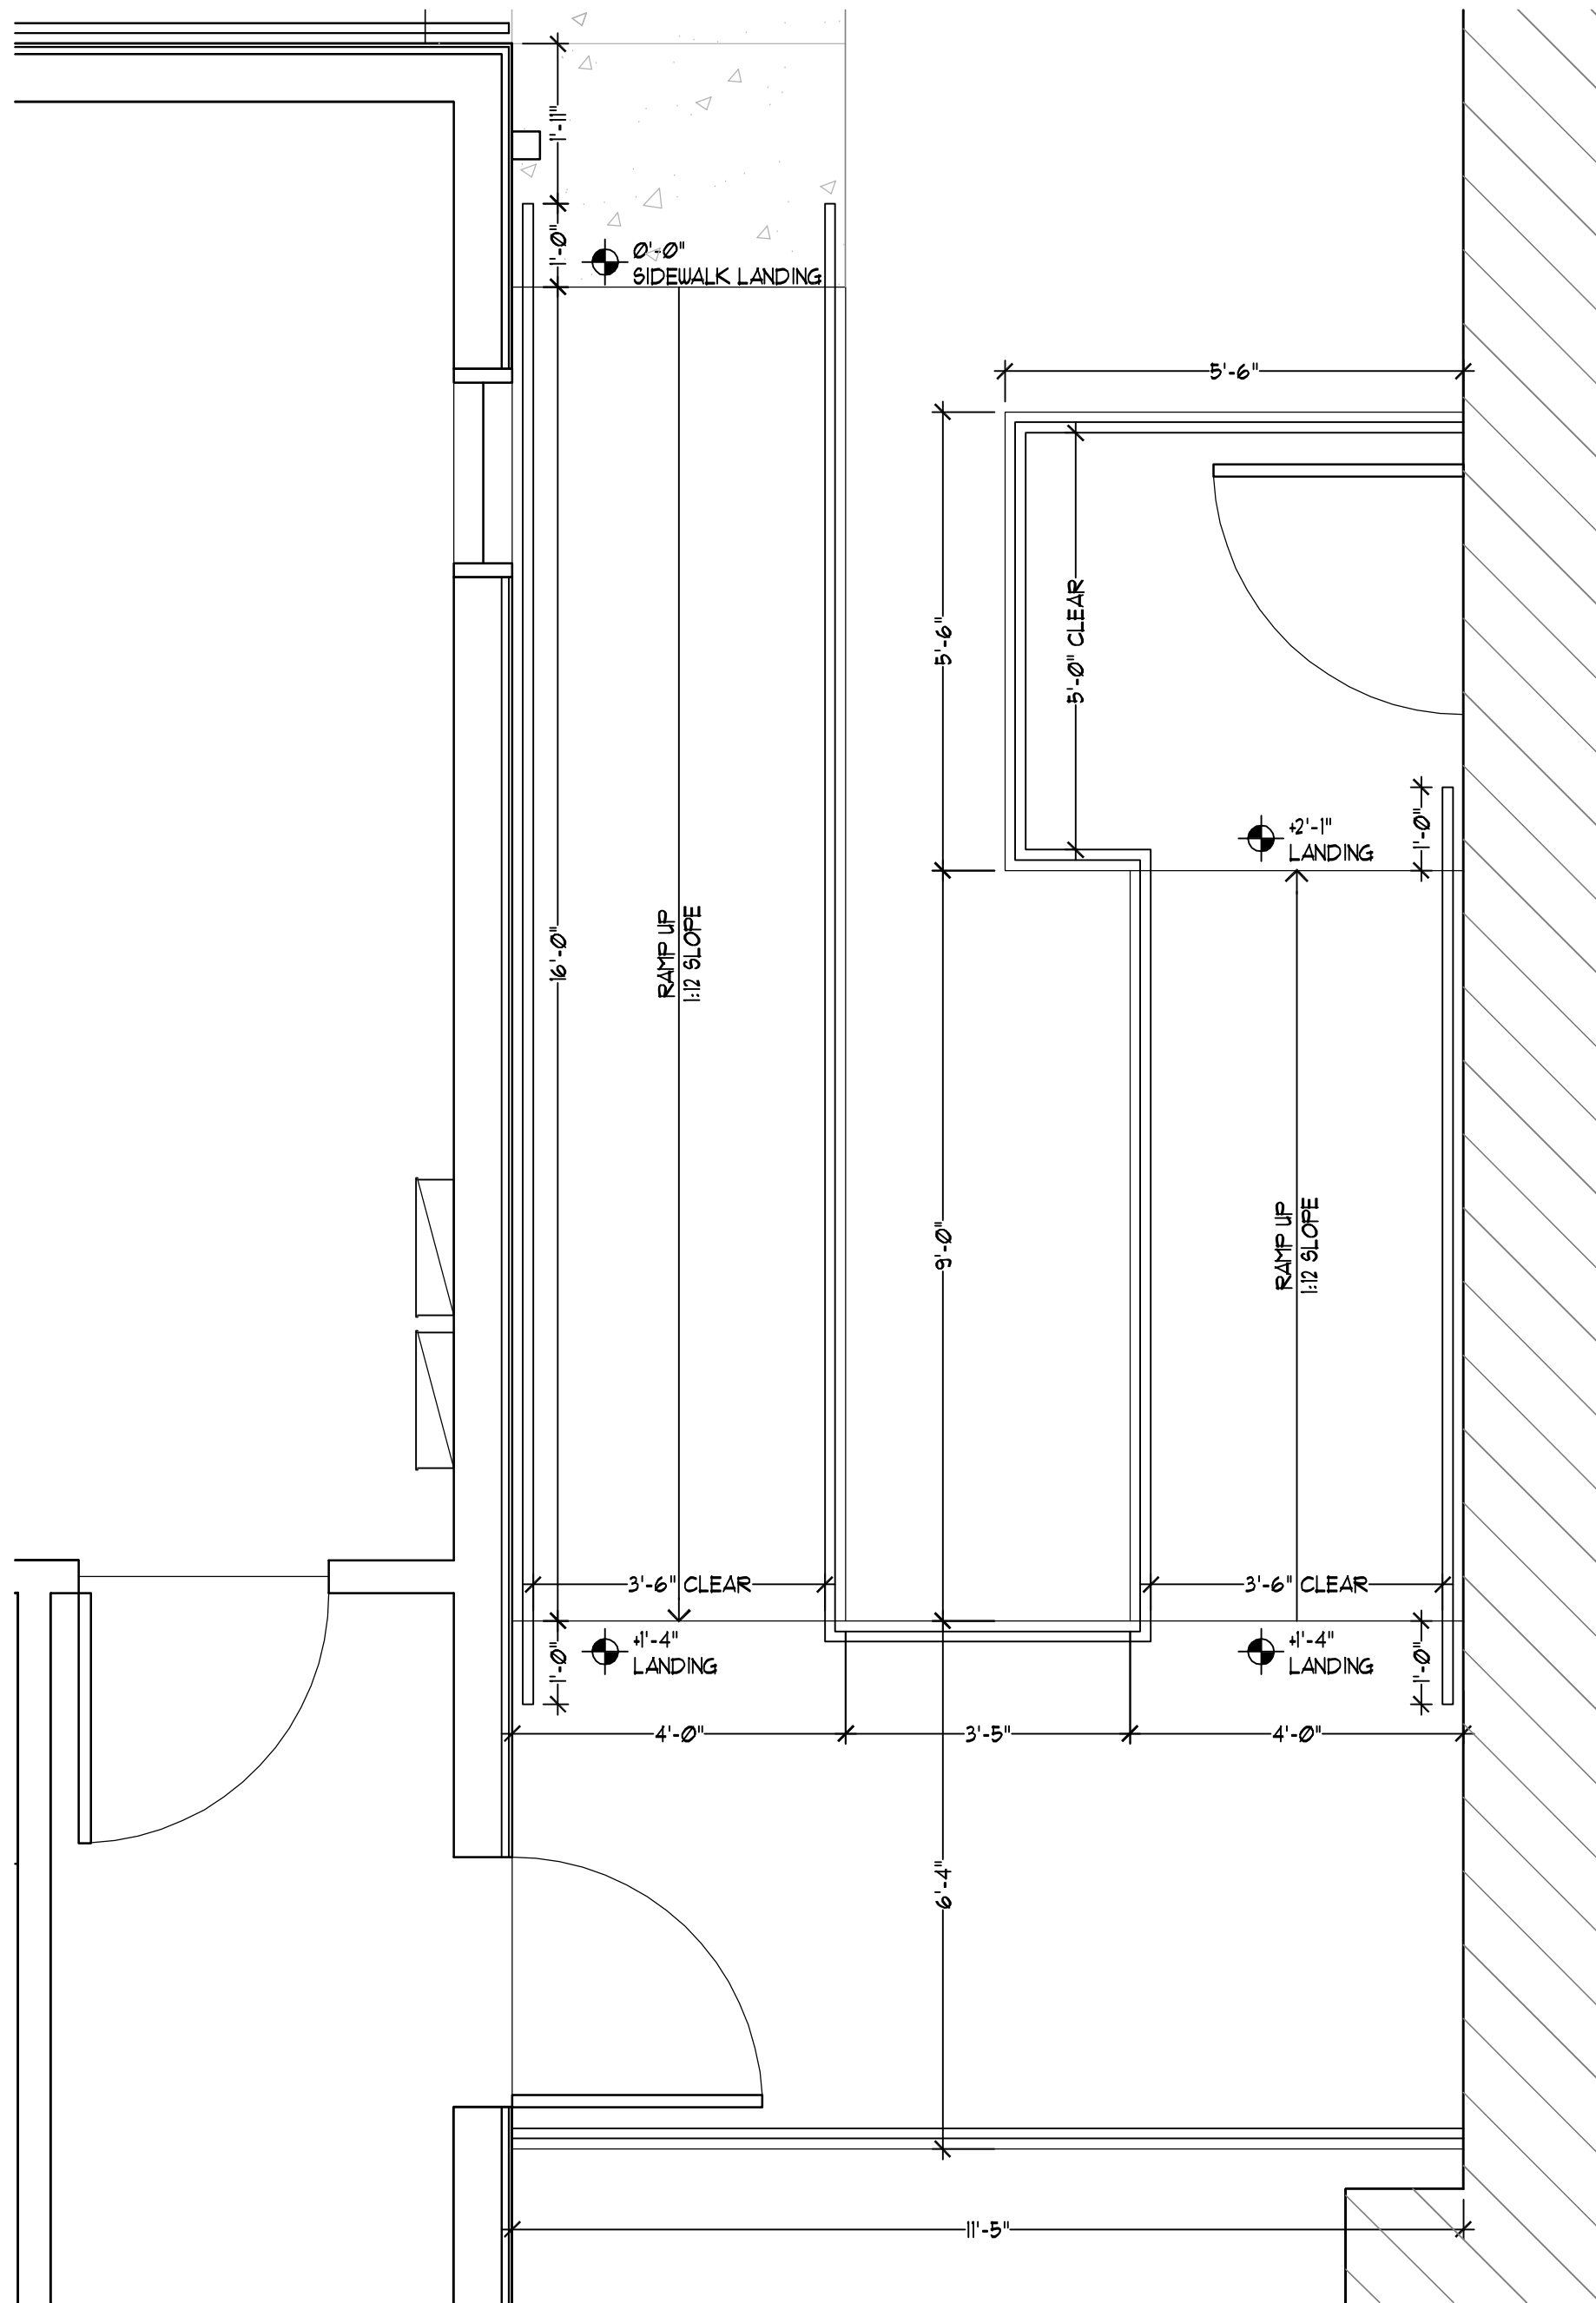 1'-11"
1'-0"
0'-0"
SIDEWALK LANDING
5'-6"
5'-6"
5'-0" CLEAR
+2'-1"
LANDING
1'-0"
16'-0"
RAMP UP
1:12 SLOPE
9'-0"
RAMP UP
1:12 SLOPE
3'-6" CLEAR
3'-6" CLEAR
1'-0"
+1'-4"
LANDING
+1'-4"
LANDING
1'-0"
4'-0"
3'-5"
4'-0"
6'-4"
11'-5"